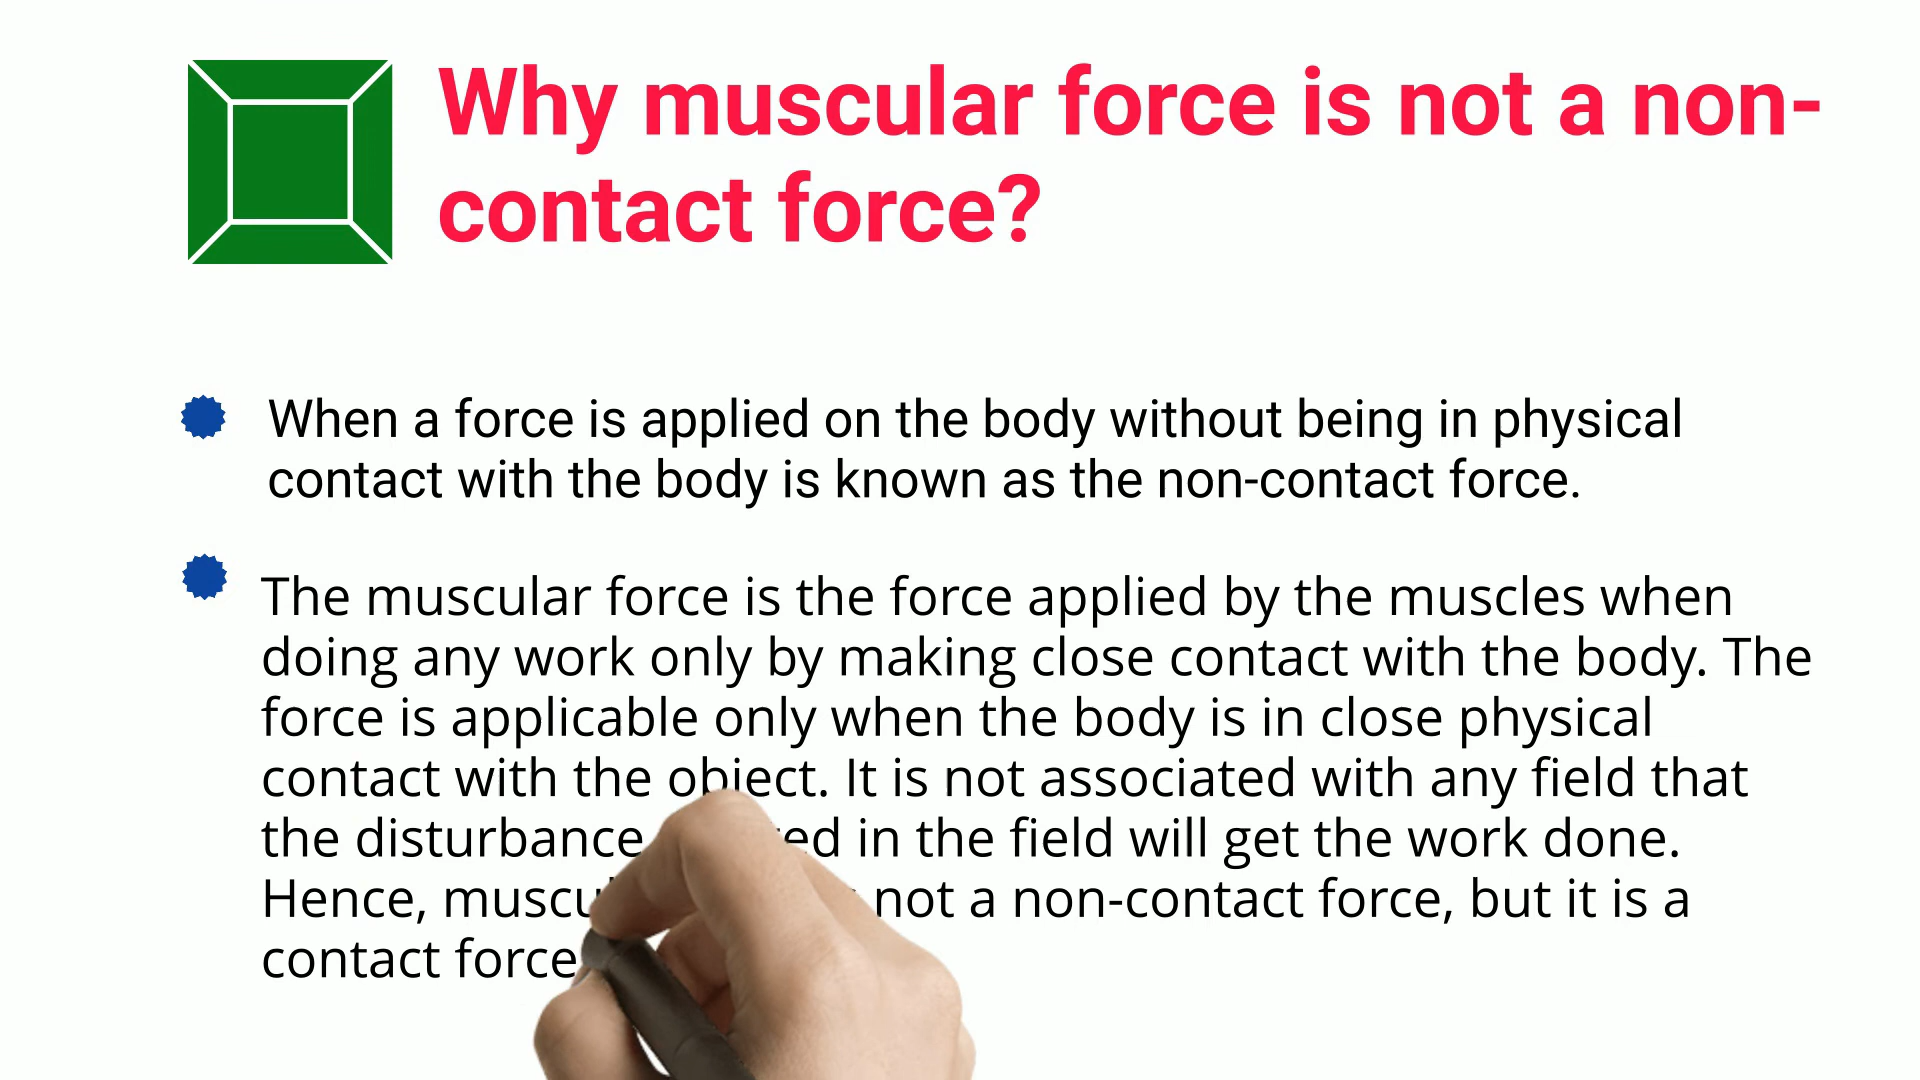 Why muscular force is not a non-
contact force?
When a force is applied on the body without being in physical
contact with the body is known as the non-contact force.
The muscular force is the force applied by the muscles when
doing any work only by making close contact with the body. The
force is applicable only when the body is in close physical
contact with the object. It is not associated with any field that
the disturbance in the field will get the work done.
Hence, not a non-contact force, but it is a
contact force